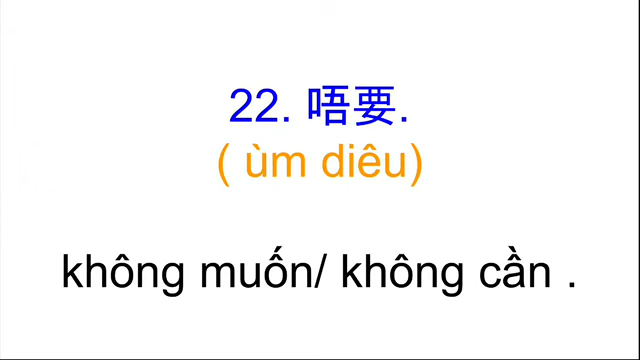 22. 唔要.
( ùm diêu)
không muốn/ không cần .